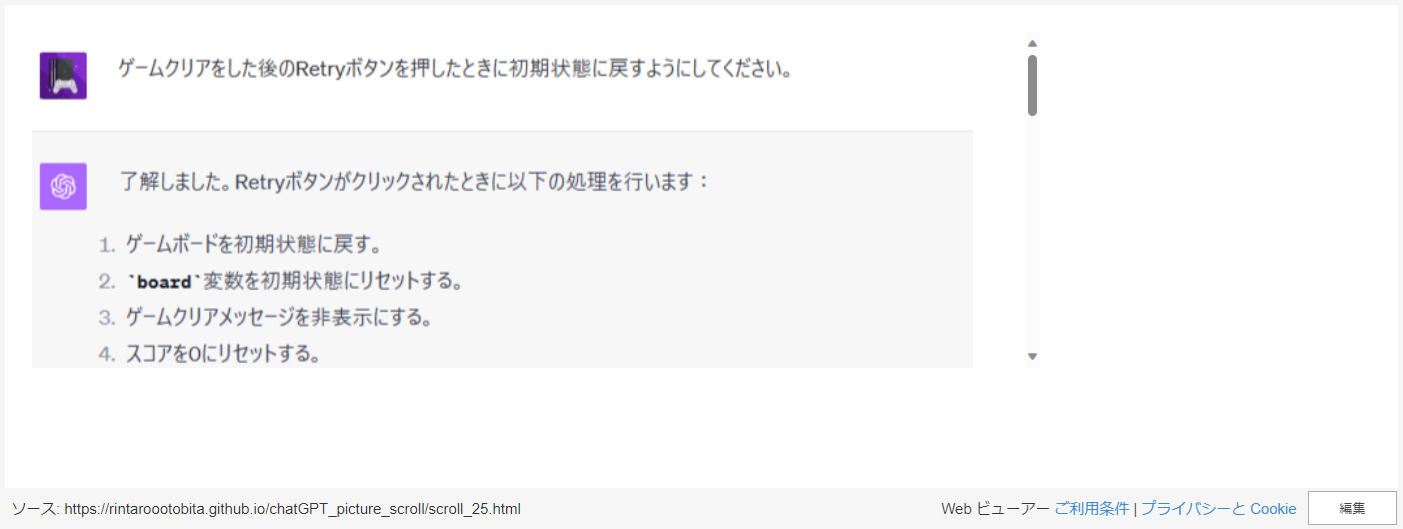 ゲームクリアをした後のRetryボタンを押したときに初期状態に戻すようにしてください。
了解しました。Retryボタンがクリックされたときに以下の処理を行います：
1. ゲームボードを初期状態に戻す。
2. `board`変数を初期状態にリセットする。
3. ゲームクリアメッセージを非表示にする。
4. スコアを0にリセットする。
ソース: https://rintaroootobita.github.io/chatGPT_picture_scroll/scroll_25.html Web ビューアー ご利用条件 | プライバシーと Cookie 編集